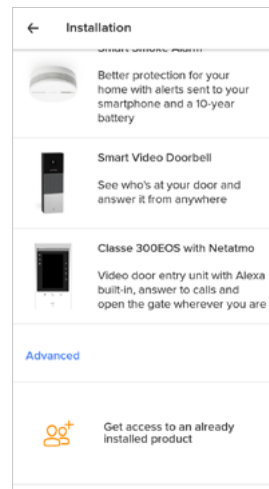 Installation
Smart Smoke Alarm
Better protection for your
home with alerts sent to your
smartphone and a 10-year
battery
Smart Video Doorbell
See who's at your door and
answer it from anywhere
Classe 300EOS with Netatmo
Video door entry unit with Alexa
built-in, answer to calls and
open the gate wherever you are
Advanced
Get access to an already
installed product